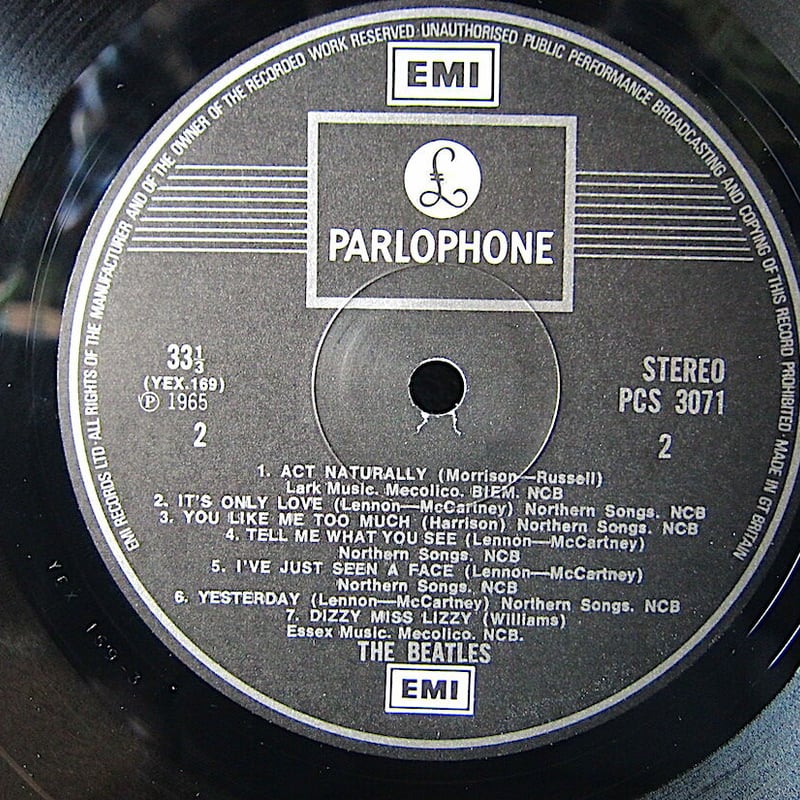 EMI RECORDS LTD·ALL RIGHTS OF THE MANUFACTURER AND OF THE OWNER OF THE RECORDED WORK RESERVED·UNAUTHORISED PUBLIC PERFORMANCE BROADCASTING AND COPYING OF THIS RECORD PROHIBITED·MADE IN GT BRITAIN
EMI
£
PARLOPHONE
33⅓
(YEX.169)
Ⓟ 1965
2
STEREO
PCS 3071
2
1. ACT NATURALLY (Morrison—Russell)
Lark Music. Mecolico. BIEM. NCB
2. IT'S ONLY LOVE (Lennon—McCartney) Northern Songs. NCB
3. YOU LIKE ME TOO MUCH (Harrison) Northern Songs. NCB
4. TELL ME WHAT YOU SEE (Lennon—McCartney)
Northern Songs. NCB
5. I'VE JUST SEEN A FACE (Lennon—McCartney)
Northern Songs. NCB
6. YESTERDAY (Lennon—McCartney) Northern Songs. NCB
7. DIZZY MISS LIZZY (Williams)
Essex Music. Mecolico. NCB.
THE BEATLES
EMI
YEX 169 3